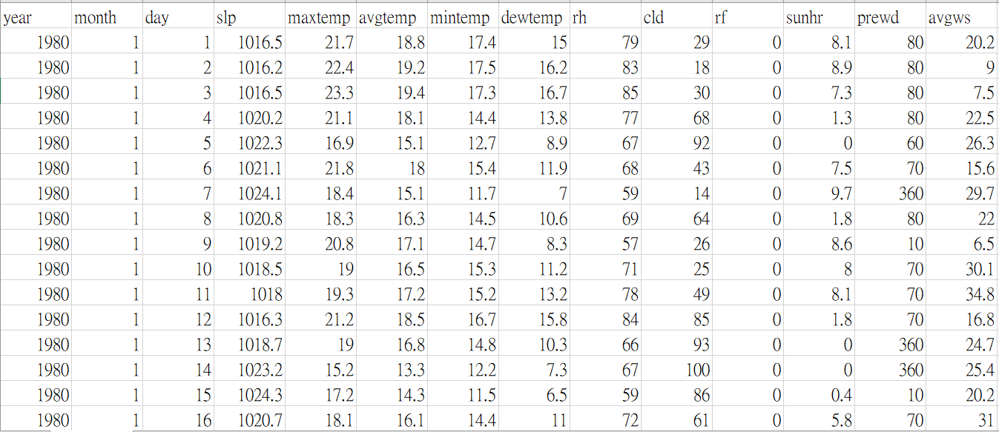 year month day slp maxtemp avgtemp mintemp dewtemp rh cld rf sunhr prewd avgws
1980 1 1 1016.5 21.7 18.8 17.4 15 79 29 0 8.1 80 20.2
1980 1 2 1016.2 22.4 19.2 17.5 16.2 83 18 0 8.9 80 9
1980 1 3 1016.5 23.3 19.4 17.3 16.7 85 30 0 7.3 80 7.5
1980 1 4 1020.2 21.1 18.1 14.4 13.8 77 68 0 1.3 80 22.5
1980 1 5 1022.3 16.9 15.1 12.7 8.9 67 92 0 0 60 26.3
1980 1 6 1021.1 21.8 18 15.4 11.9 68 43 0 7.5 70 15.6
1980 1 7 1024.1 18.4 15.1 11.7 7 59 14 0 9.7 360 29.7
1980 1 8 1020.8 18.3 16.3 14.5 10.6 69 64 0 1.8 80 22
1980 1 9 1019.2 20.8 17.1 14.7 8.3 57 26 0 8.6 10 6.5
1980 1 10 1018.5 19 16.5 15.3 11.2 71 25 0 8 70 30.1
1980 1 11 1018 19.3 17.2 15.2 13.2 78 49 0 8.1 70 34.8
1980 1 12 1016.3 21.2 18.5 16.7 15.8 84 85 0 1.8 70 16.8
1980 1 13 1018.7 19 16.8 14.8 10.3 66 93 0 0 360 24.7
1980 1 14 1023.2 15.2 13.3 12.2 7.3 67 100 0 0 360 25.4
1980 1 15 1024.3 17.2 14.3 11.5 6.5 59 86 0 0.4 10 20.2
1980 1 16 1020.7 18.1 16.1 14.4 11 72 61 0 5.8 70 31